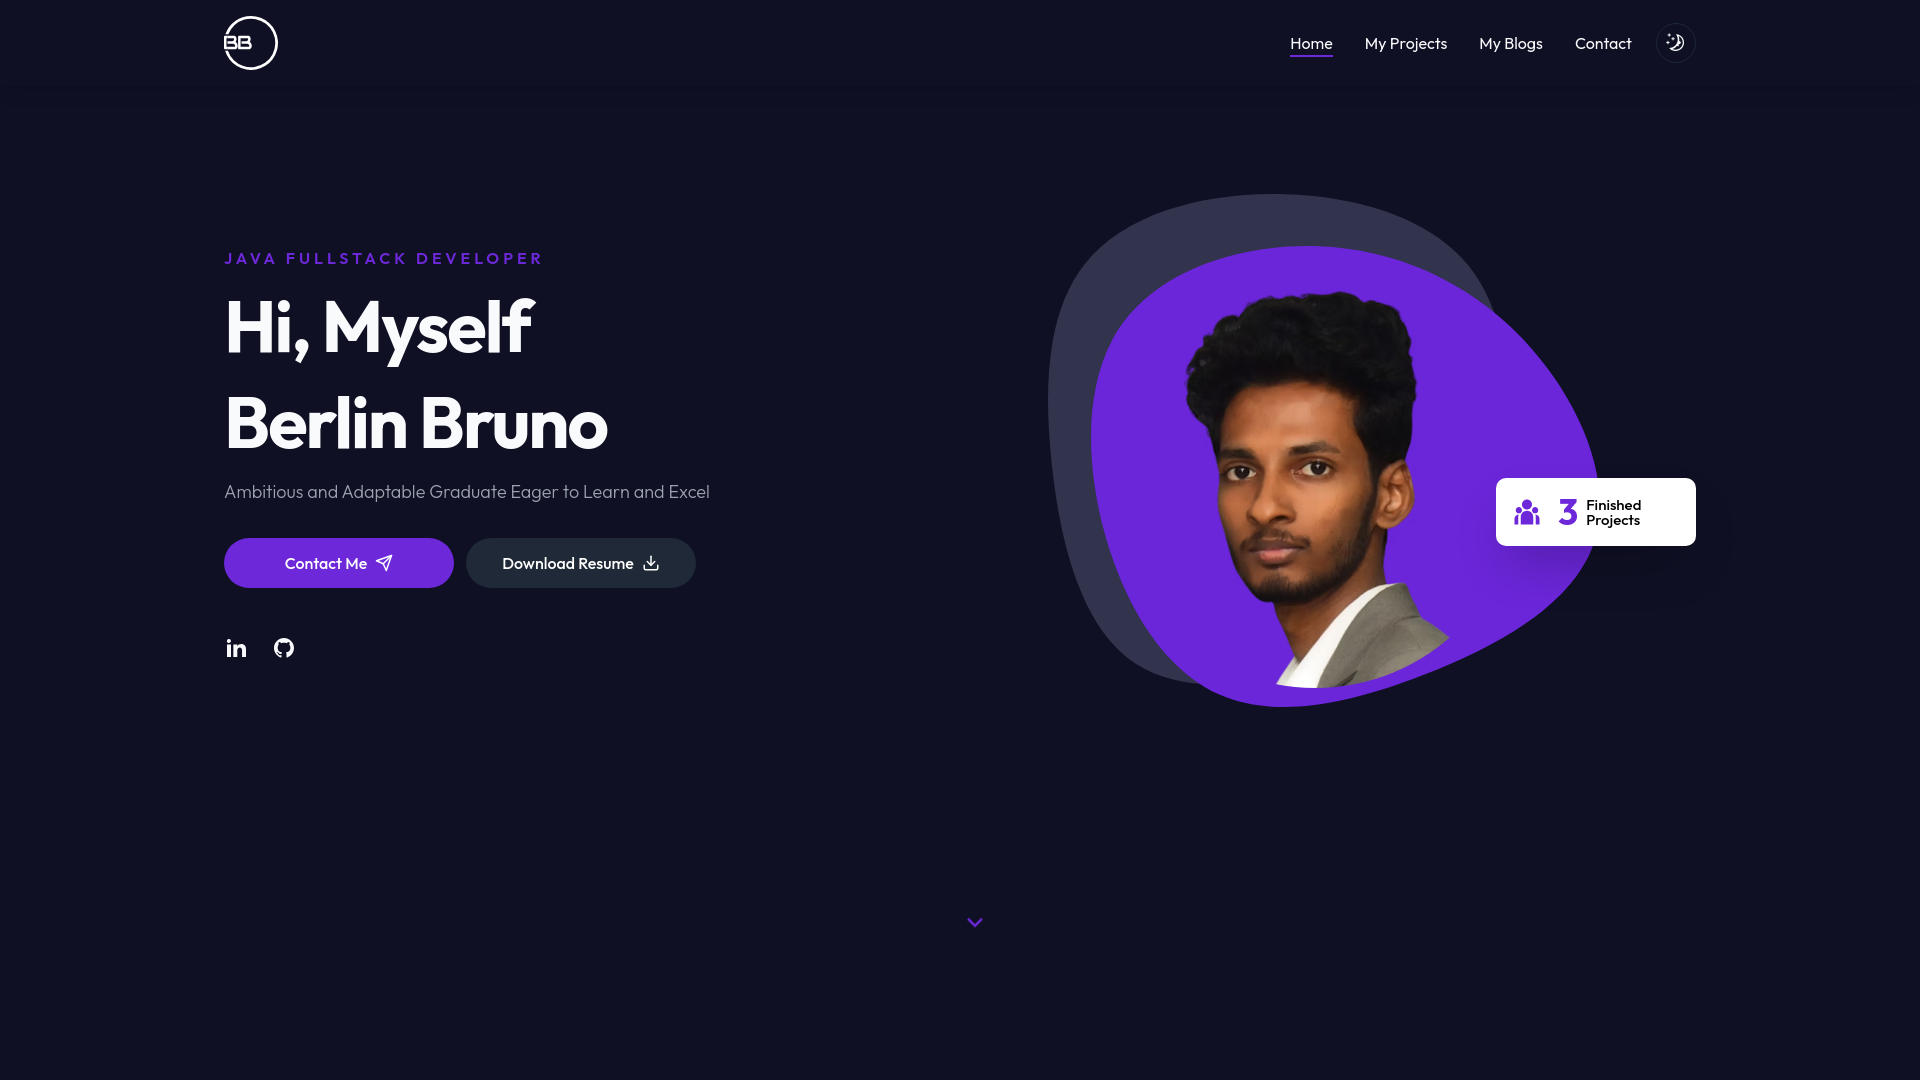 BB
Home
My Projects
My Blogs
Contact
JAVA FULLSTACK DEVELOPER
Hi, Myself
Berlin Bruno
Ambitious and Adaptable Graduate Eager to Learn and Excel
Contact Me
Download Resume
in
3
Finished
Projects